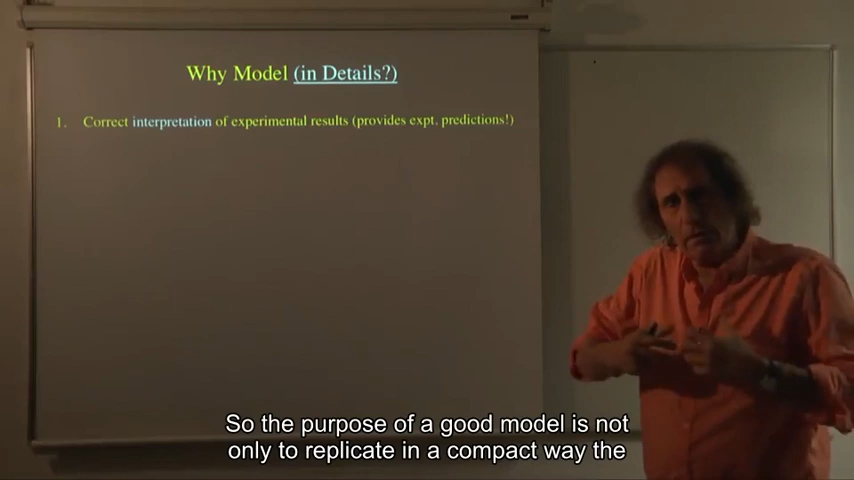 Why Model (in Details?)
1. Correct interpretation of experimental results (provides expt. predictions!)
So the purpose of a good model is not
only to replicate in a compact way the